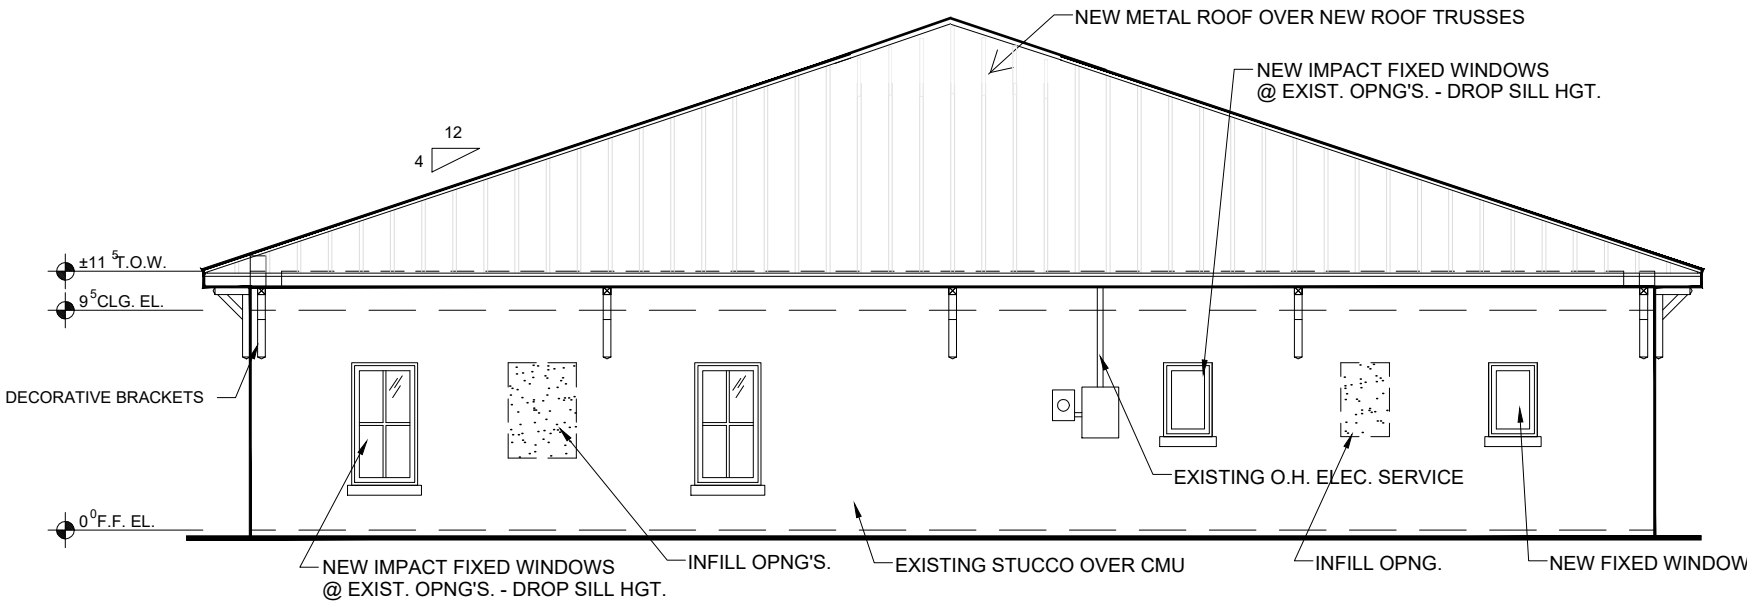 NEW METAL ROOF OVER NEW ROOF TRUSSES
NEW IMPACT FIXED WINDOWS
@ EXIST. OPNG'S. - DROP SILL HGT.
12
4
±11 5 T.O.W.
9 5 CLG. EL.
DECORATIVE BRACKETS
EXISTING O.H. ELEC. SERVICE
0 0 F.F. EL.
NEW IMPACT FIXED WINDOWS
@ EXIST. OPNG'S. - DROP SILL HGT.
INFILL OPNG'S.
EXISTING STUCCO OVER CMU
INFILL OPNG.
NEW FIXED WINDOW